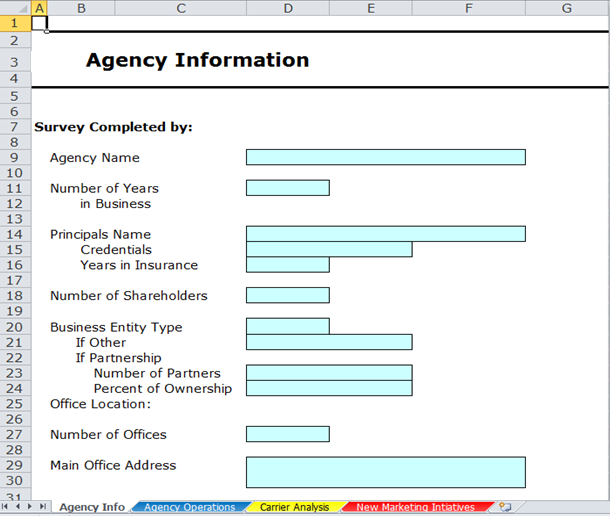 A B C D E F G
1
2
3 Agency Information
4
5
6
7 Survey Completed by:
8
9 Agency Name
10
11 Number of Years
12 in Business
13
14 Principals Name
15 Credentials
16 Years in Insurance
17
18 Number of Shareholders
19
20 Business Entity Type
21 If Other
22 If Partnership
23 Number of Partners
24 Percent of Ownership
25 Office Location:
26
27 Number of Offices
28
29 Main Office Address
30
31
Agency Info Agency Operations Carrier Analysis New Marketing Intiatives